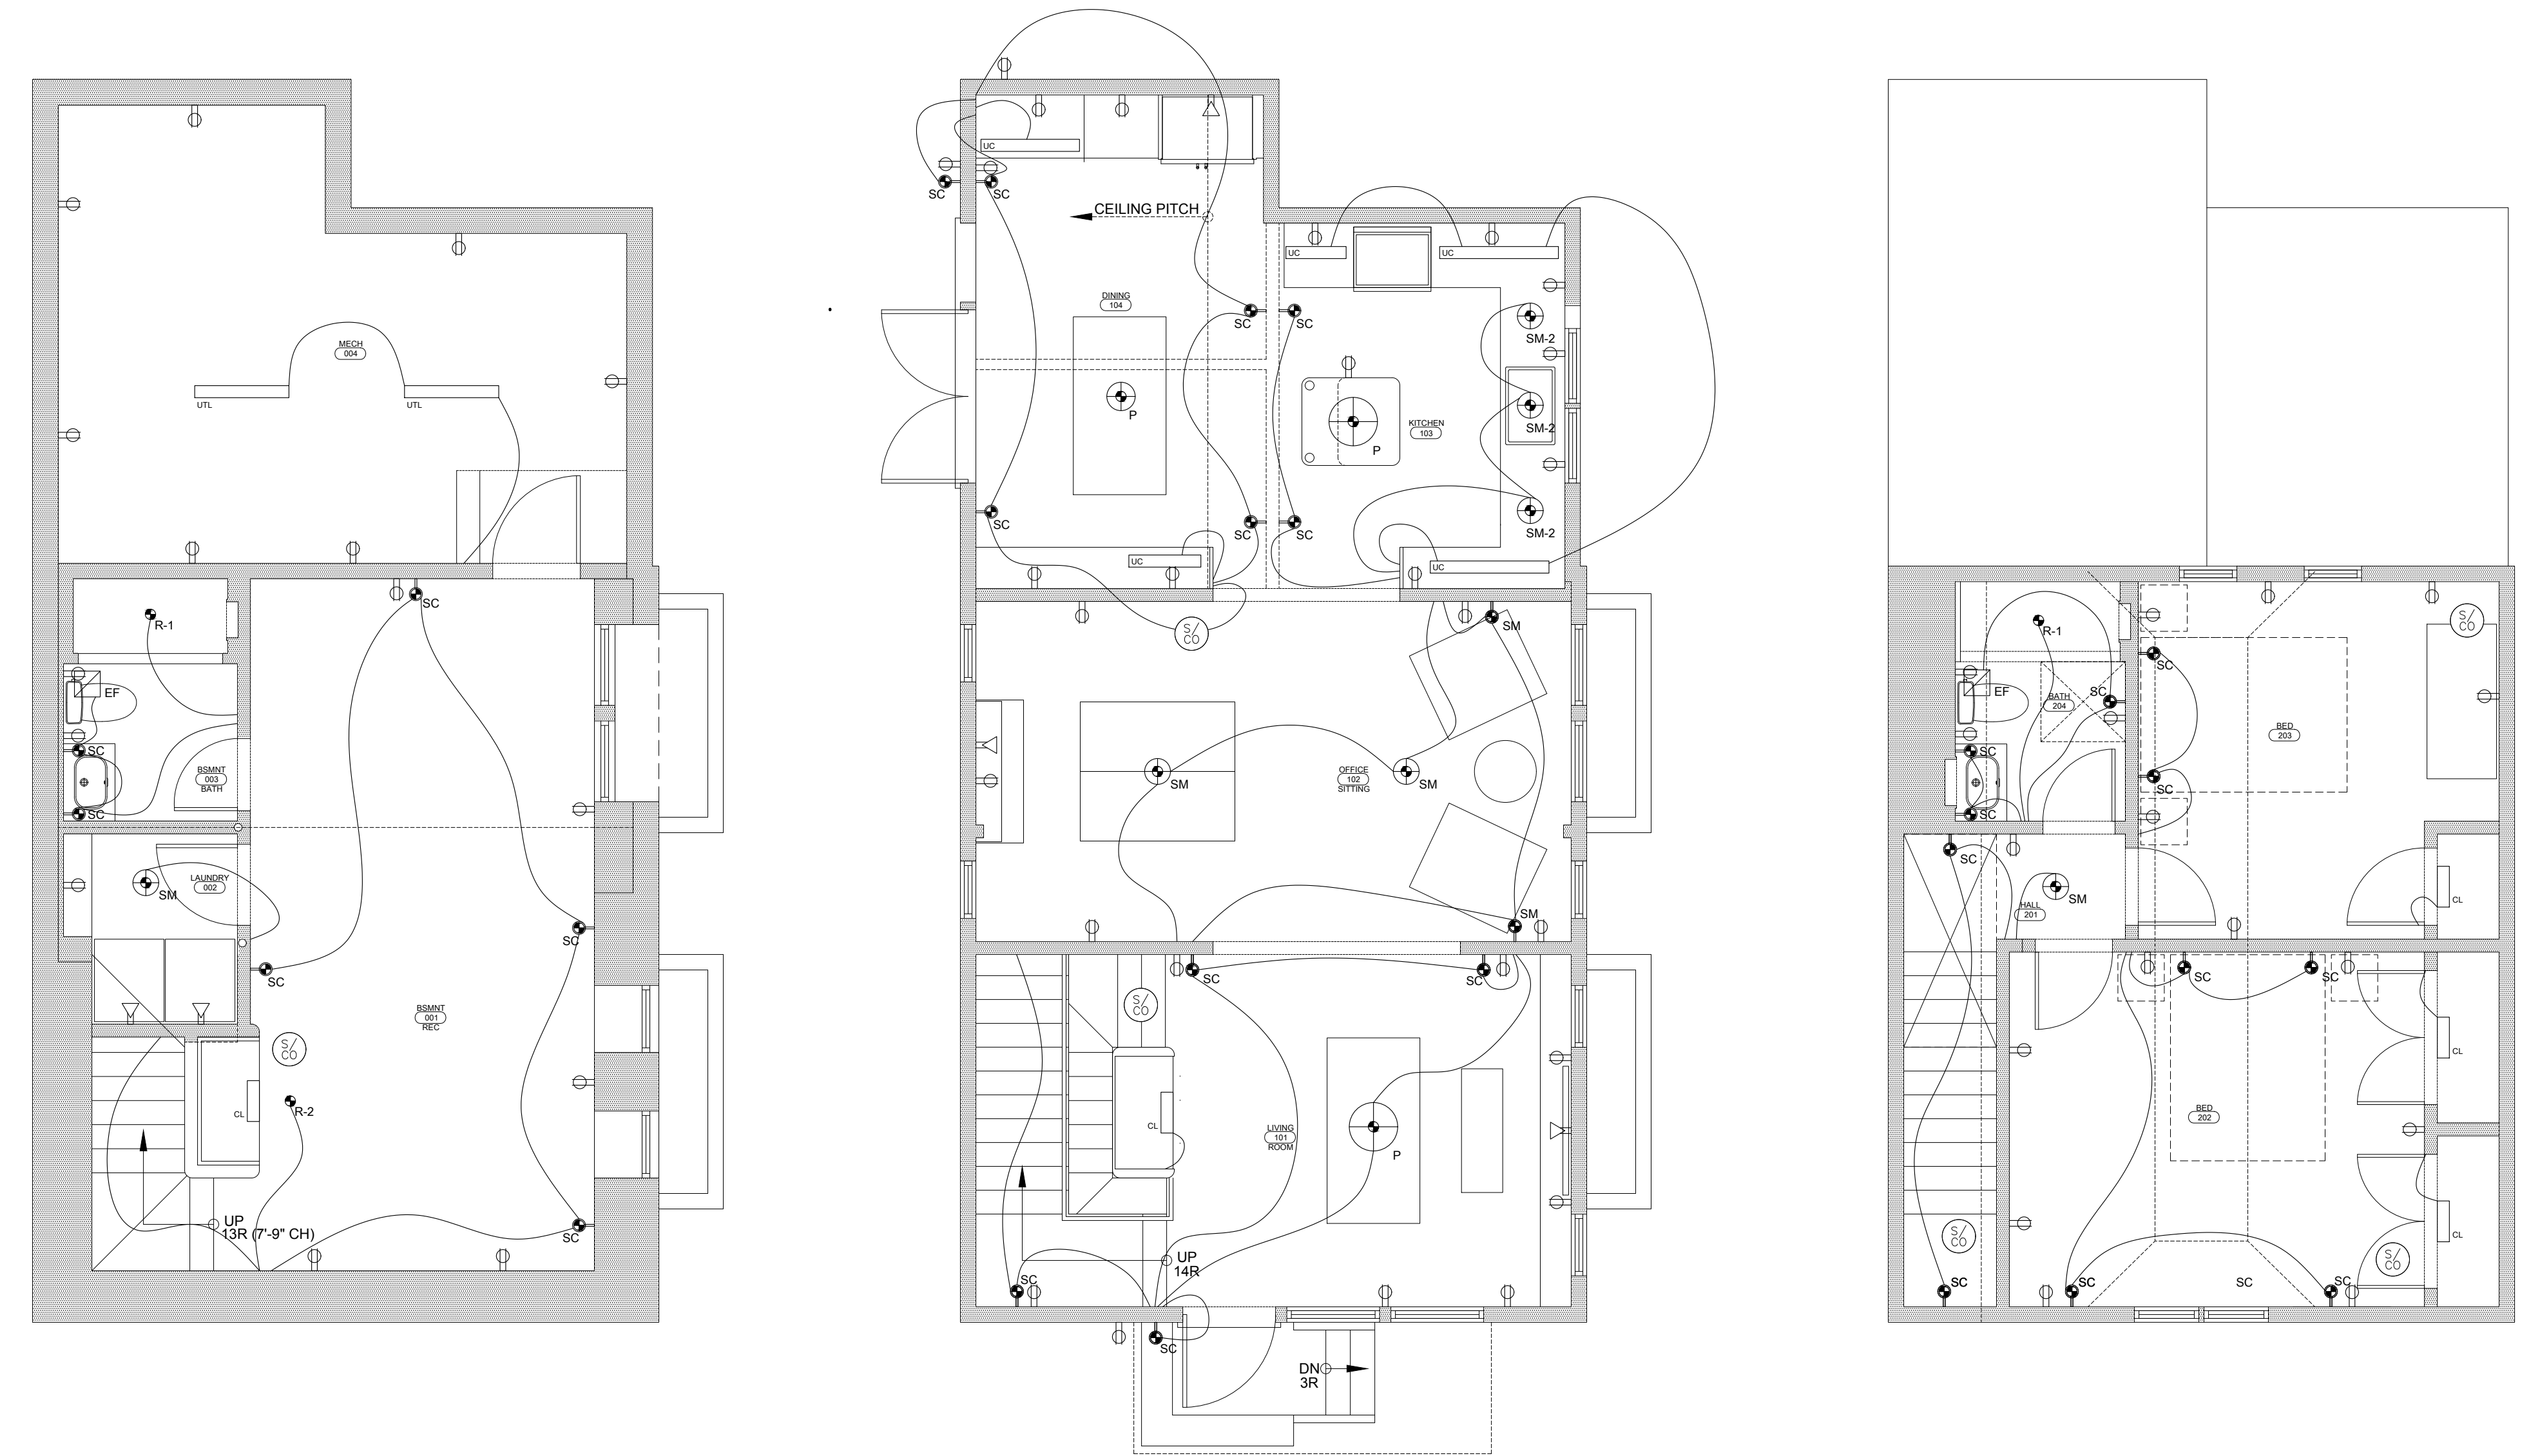 MECH
004
UTL
UTL
SC
R-1
EF
SC
BSMNT
003
BATH
SC
LAUNDRY
002
SM
SC
SC
BSMNT
001
REC
S/
CO
CL
R-2
UP
13R (7'-9" CH)
SC
UC
SC
SC
CEILING PITCH
UC
UC
DINING
104
SC
SC
SM-2
P
SM-2
KITCHEN
103
P
SC
SC
SC
SM-2
UC
UC
S/
CO
SM
SM
OFFICE
102
SITTING
SM
SM
SC
SC
S/
CO
CL
LIVING
101
ROOM
P
UP
14R
SC
SC
DN
3R
R-1
S/
CO
SC
EF
BATH
204
SC
BED
203
SC
SC
SC
SC
SM
HALL
201
CL
SC
SC
CL
BED
202
CL
S/
CO
S/
CO
SC
SC
SC
SC